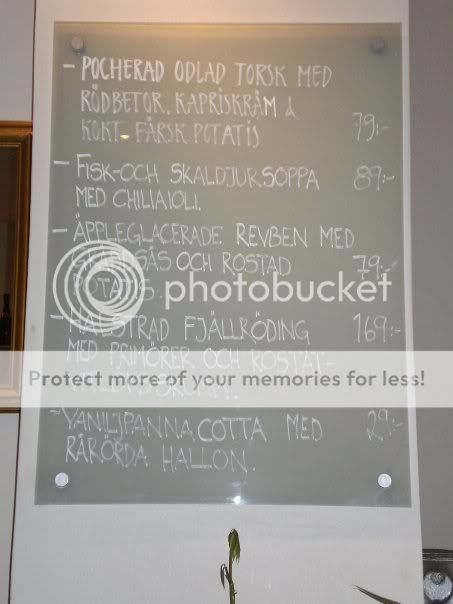 - POCHERAD ODLAD TORSK MED
RÖDBETOR, KAPRISKRÄM &
KOKT FÄRSK POTATIS 79:-
- FISK- OCH SKALDJURSSOPPA 89:-
MED CHILIAIOLI.
- ÄPPLEGLACERADE REVBEN MED
OCH ROSTAD 79:-
POTATIS.
- FJÄLLRÖDING 169:-
MED PRIMÖRER OCH ROSTAT-
- VANILJPANNACOTTA MED 29:-
RÅRÖRDA HALLON.
photobucket
Protect more of your memories for less!